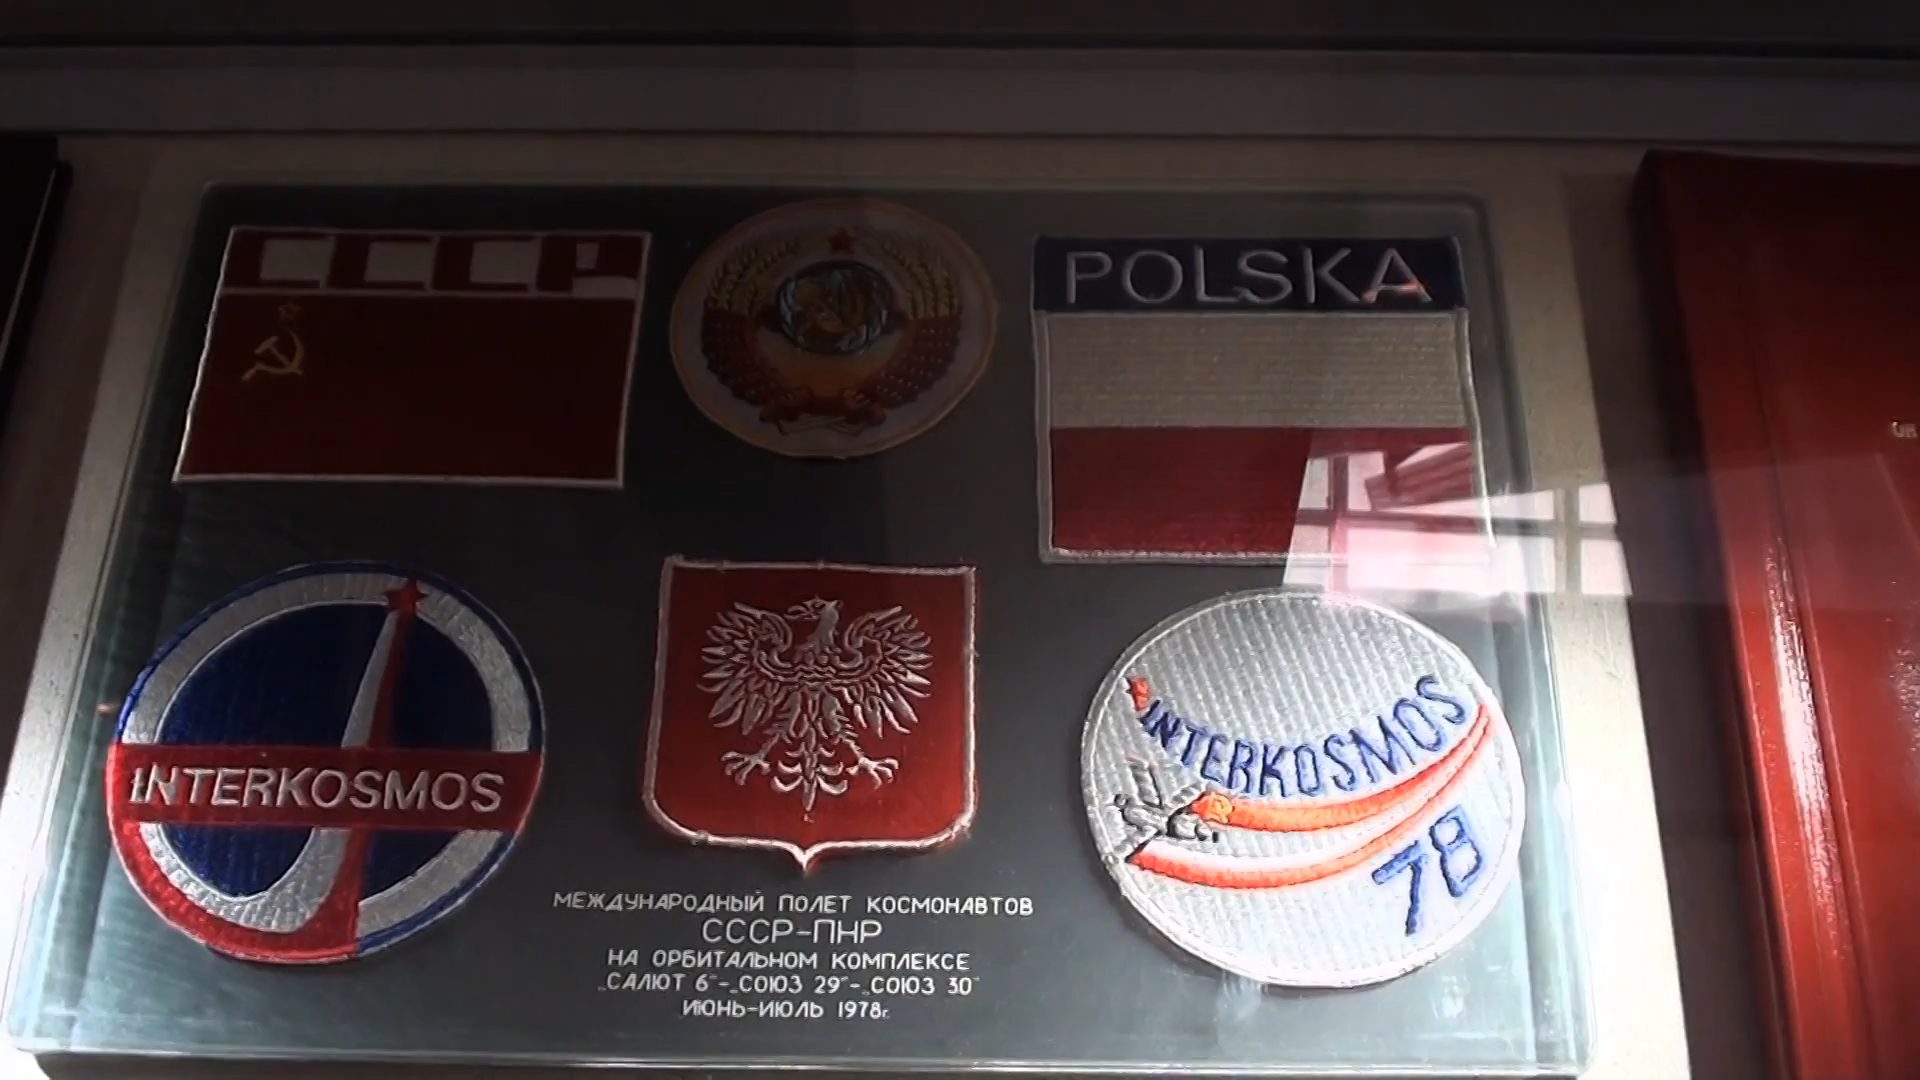 СССР
POLSKA
INTERKOSMOS
INTERKOSMOS
78
МЕЖДУНАРОДНЫЙ ПОЛЕТ КОСМОНАВТОВ
СССР-ПНР
НА ОРБИТАЛЬНОМ КОМПЛЕКСЕ
„САЛЮТ 6"-„СОЮЗ 29"-„СОЮЗ 30"
ИЮНЬ-ИЮЛЬ 1978г.